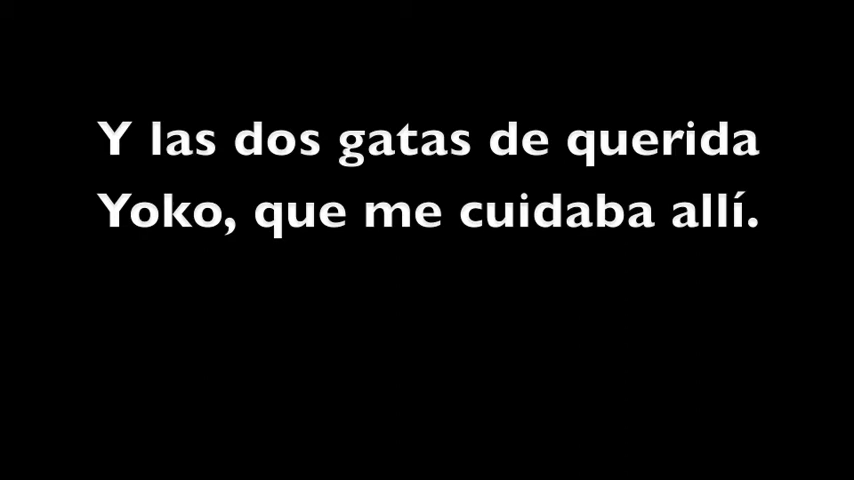 Y las dos gatas de querida
Yoko, que me cuidaba allí.